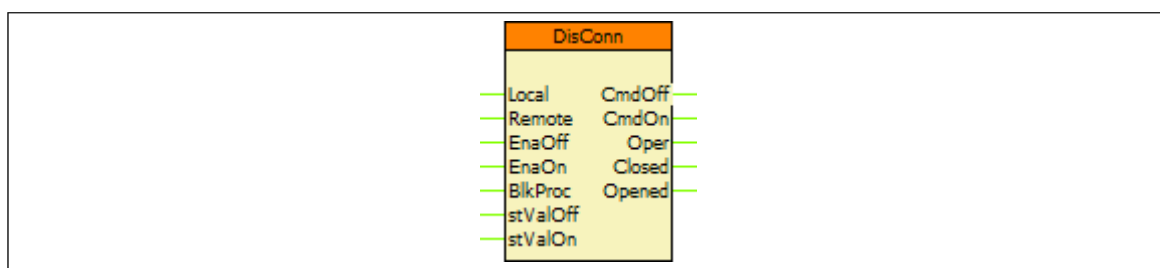 DisConn
Local CmdOff
Remote CmdOn
EnaOff Oper
EnaOn Closed
BlkProc Opened
stValOff
stValOn